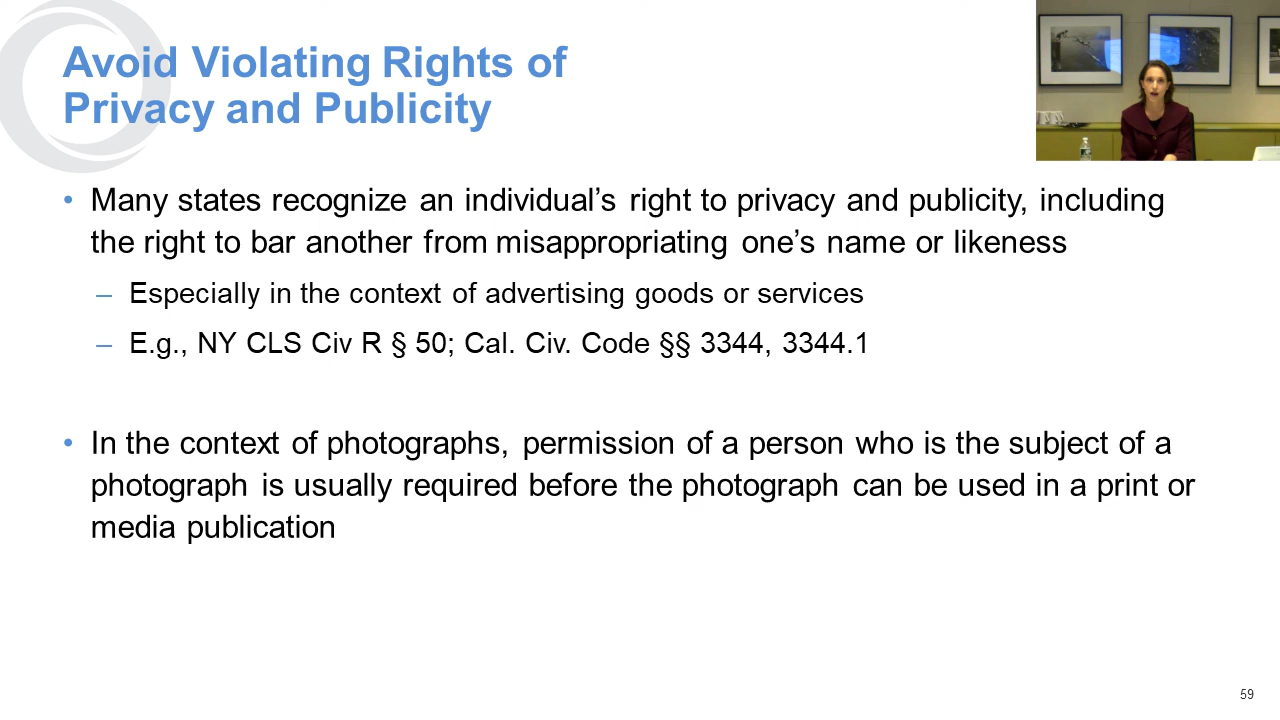 Avoid Violating Rights of
Privacy and Publicity
• Many states recognize an individual’s right to privacy and publicity, including
the right to bar another from misappropriating one’s name or likeness
– Especially in the context of advertising goods or services
– E.g., NY CLS Civ R § 50; Cal. Civ. Code §§ 3344, 3344.1
• In the context of photographs, permission of a person who is the subject of a
photograph is usually required before the photograph can be used in a print or
media publication
59